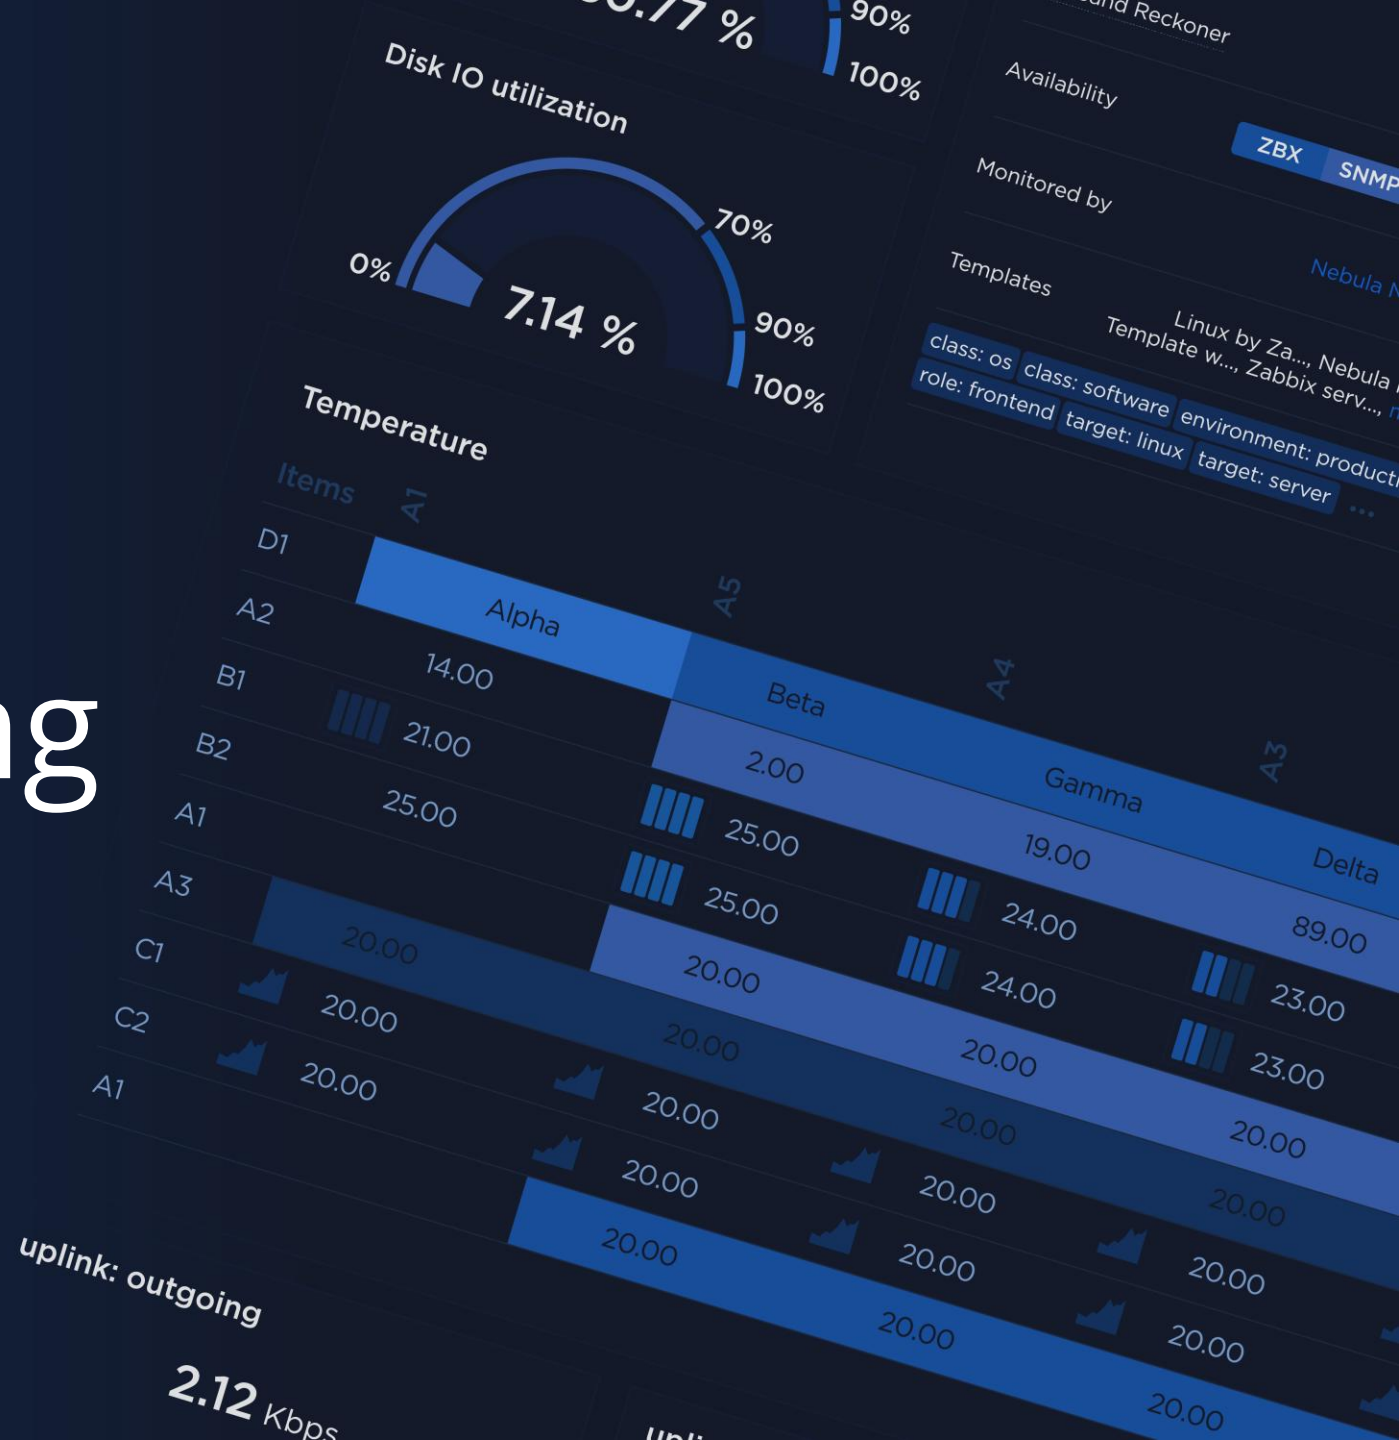 %
90%
100%
Disk IO utilization
0%
70%
90%
100%
7.14 %
Reckoner
Availability
ZBX SNMP
Monitored by
Nebula
Templates
Linux by Za..., Nebula
Template w..., Zabbix serv...,
class: os class: software environment:
role: frontend target: linux target: server ...
Temperature
Items A1 A5 A4 A3
D1 Alpha Beta Gamma Delta
A2 14.00 2.00 19.00 89.00
B1 21.00 25.00 24.00 23.00
B2 25.00 25.00 24.00 23.00
A1 20.00 20.00 20.00
A3 20.00 20.00 20.00 20.00
C1 20.00 20.00 20.00 20.00
C2 20.00 20.00 20.00 20.00
A1 20.00 20.00 20.00
uplink: outgoing
2.12 Kbps